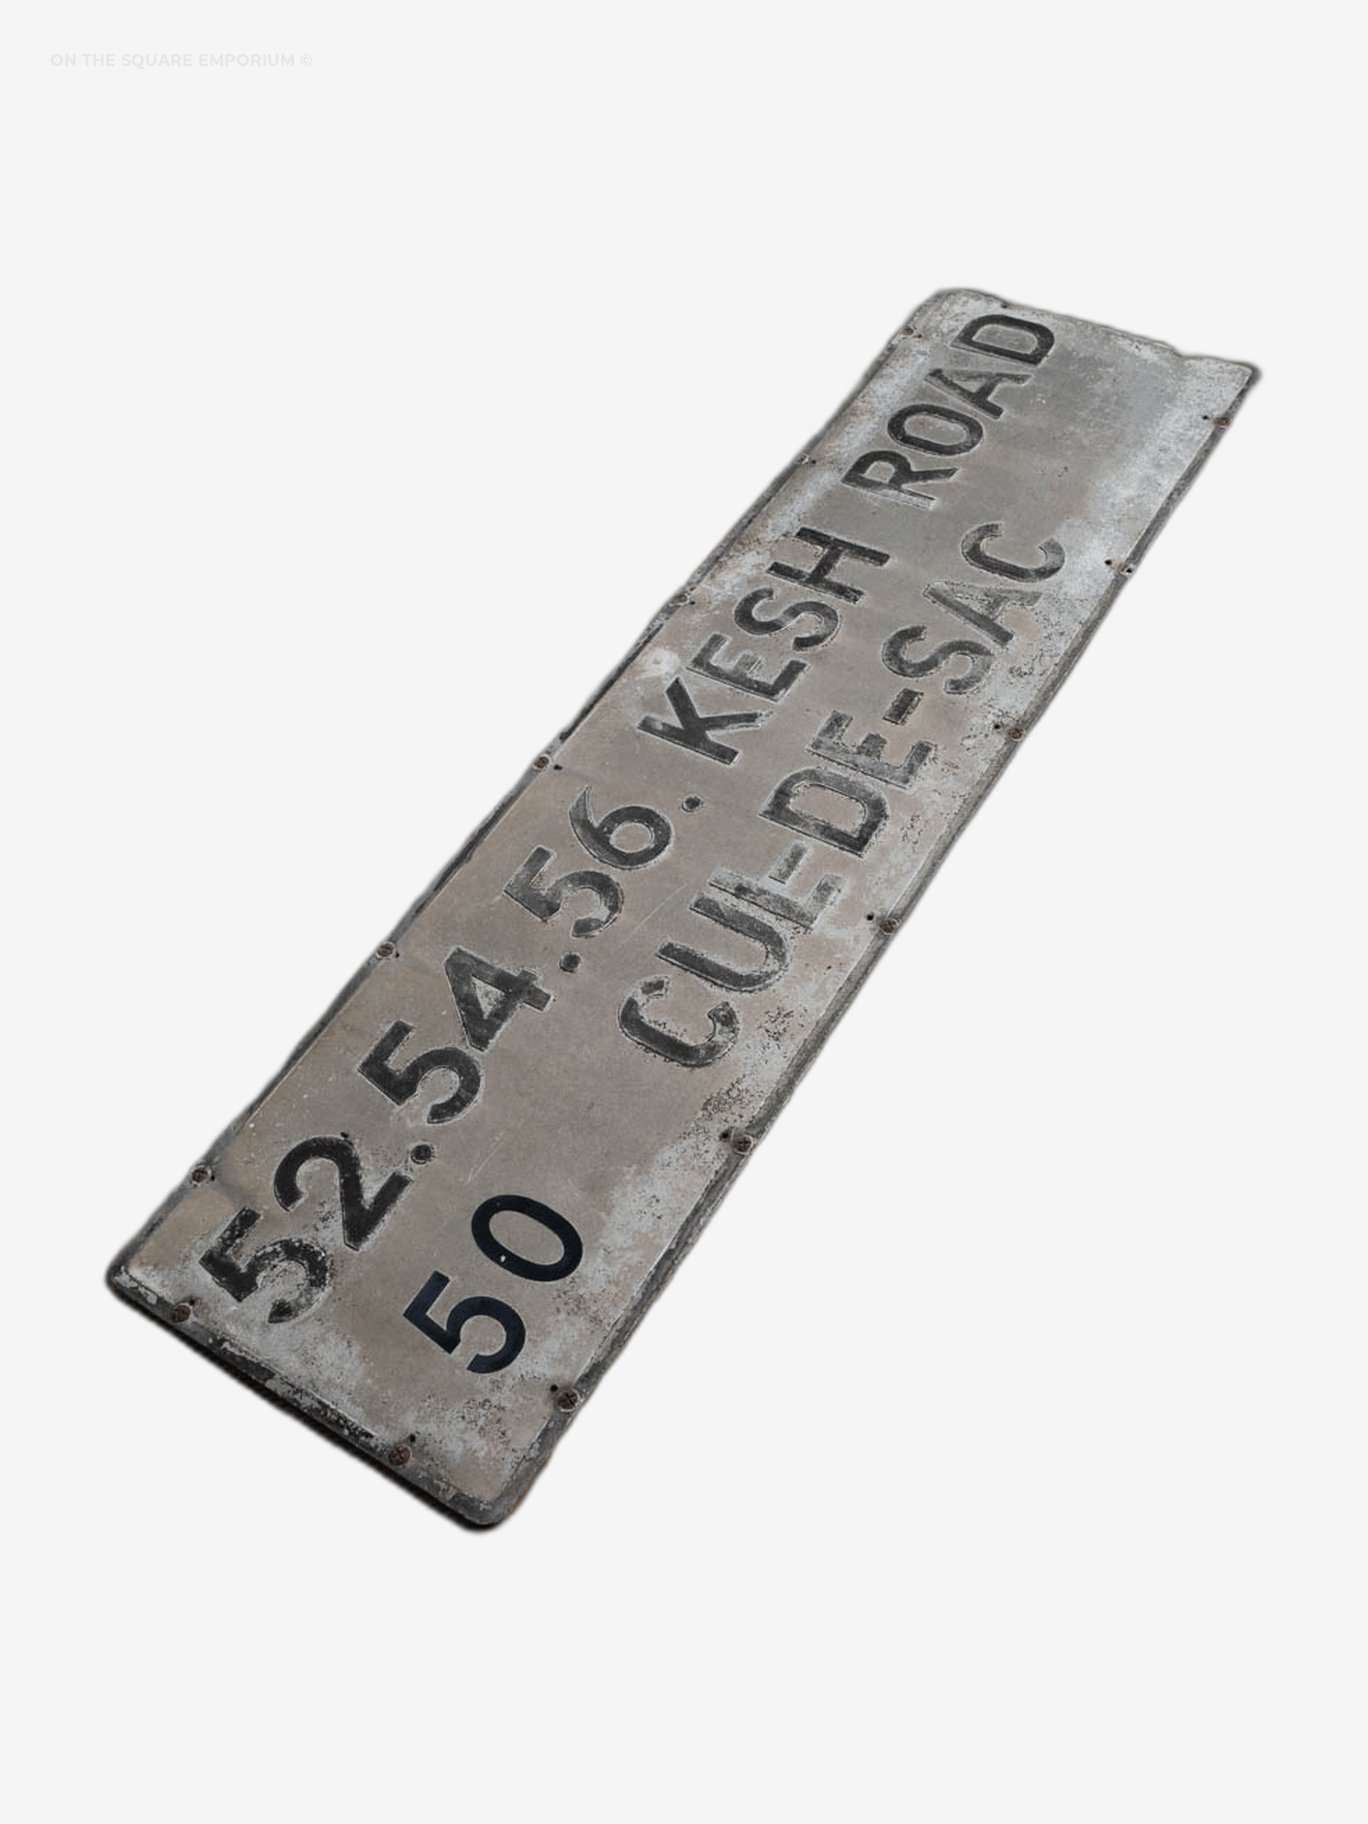 ON THE SQUARE EMPORIUM ©
52.54.56. KESH ROAD
50 CUL-DE-SAC